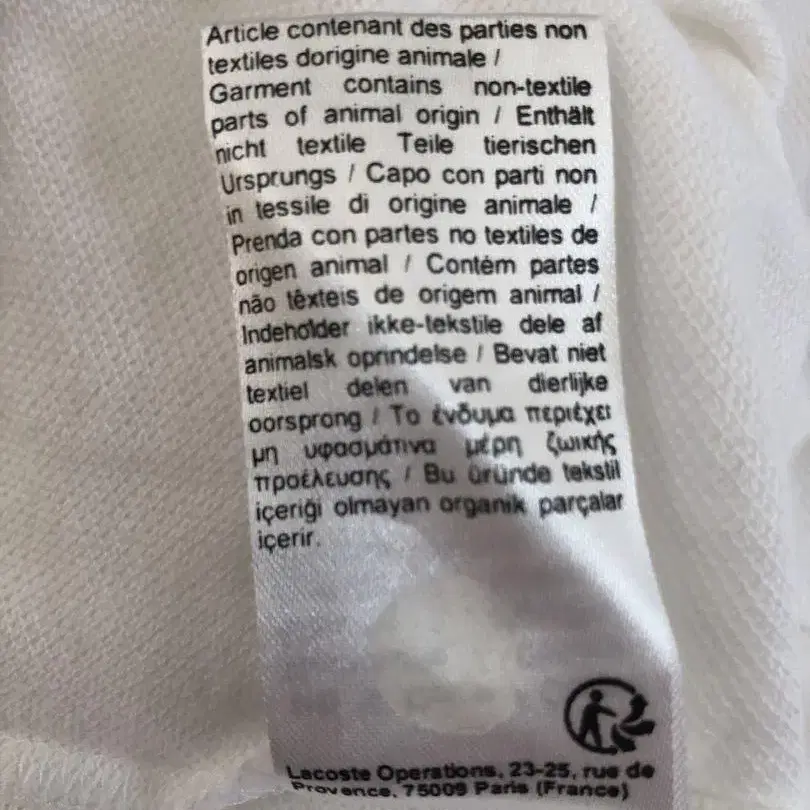 Article contenant des parties non
textiles dorigine animale /
Garment contains non-textile
parts of animal origin / Enthält
nicht textile Teile tierischen
Ursprungs / Capo con parti non
in tessile di origine animale /
Prenda con partes no textiles de
origen animal / Contém partes
não têxteis de origem animal /
Indeholder ikke-tekstile dele af
animalsk oprindelse / Bevat niet
textiel delen van dierlijke
oorsprong / Το ένδυμα περιέχει
μη υφασμάτινα μέρη ζωικής
προέλευσης / Bu üründe tekstil
içeriği olmayan organik parçalar
içerir.
Lacoste Operations, 23-25, rue de
Provence, 75009 Paris (France)